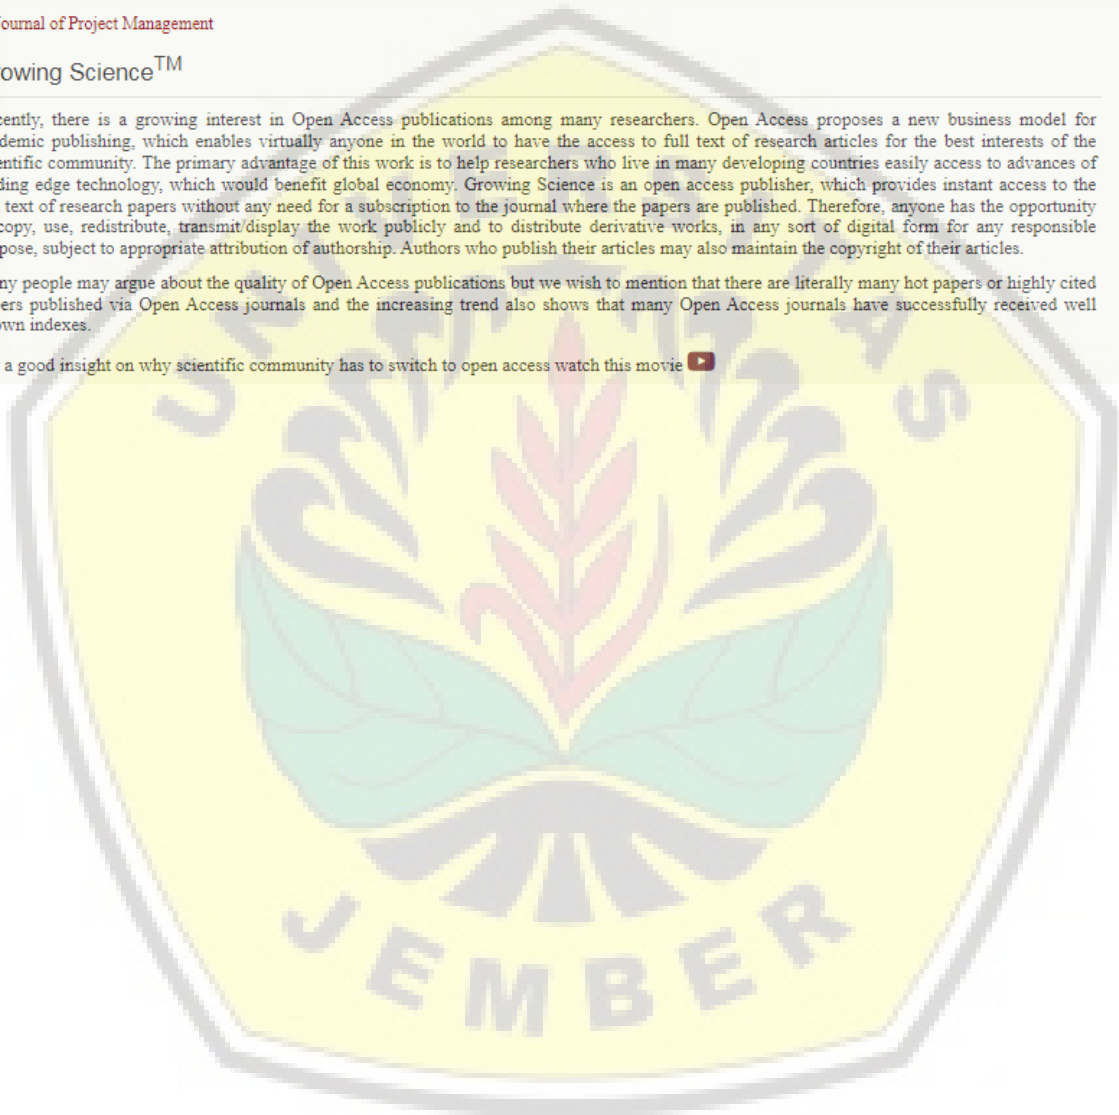 Journal of Project Management
owing Science™
cently, there is a growing interest in Open Access publications among many researchers. Open Access proposes a new business model for
demic publishing, which enables virtually anyone in the world to have the access to full text of research articles for the best interests of the
entific community. The primary advantage of this work is to help researchers who live in many developing countries easily access to advances of
ding edge technology, which would benefit global economy. Growing Science is an open access publisher, which provides instant access to the
text of research papers without any need for a subscription to the journal where the papers are published. Therefore, anyone has the opportunity
copy, use, redistribute, transmit/display the work publicly and to distribute derivative works, in any sort of digital form for any responsible
pose, subject to appropriate attribution of authorship. Authors who publish their articles may also maintain the copyright of their articles.
ny people may argue about the quality of Open Access publications but we wish to mention that there are literally many hot papers or highly cited
ers published via Open Access journals and the increasing trend also shows that many Open Access journals have successfully received well
own indexes.
a good insight on why scientific community has to switch to open access watch this movie
UNIVERSITAS
JEMBER